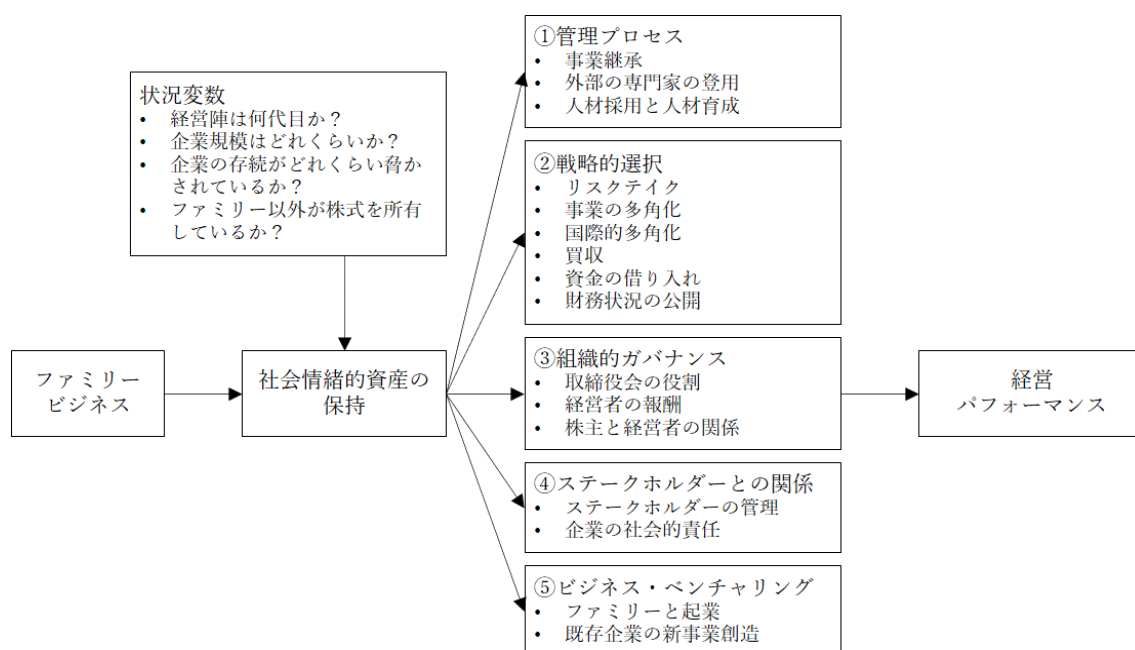 ①管理プロセス
• 事業継承
• 外部の専門家の登用
• 人材採用と人材育成
状況変数
• 経営陣は何代目か？
• 企業規模はどれくらいか？
• 企業の存続がどれくらい脅か
されているか？
• ファミリー以外が株式を所有
しているか？
②戦略的選択
• リスクテイク
• 事業の多角化
• 国際的多角化
• 買収
• 資金の借り入れ
• 財務状況の公開
ファミリー
ビジネス
社会情緒的資産の
保持
③組織的ガバナンス
• 取締役会の役割
• 経営者の報酬
• 株主と経営者の関係
経営
パフォーマンス
④ステークホルダーとの関係
• ステークホルダーの管理
• 企業の社会的責任
⑤ビジネス・ベンチャリング
• ファミリーと起業
• 既存企業の新事業創造